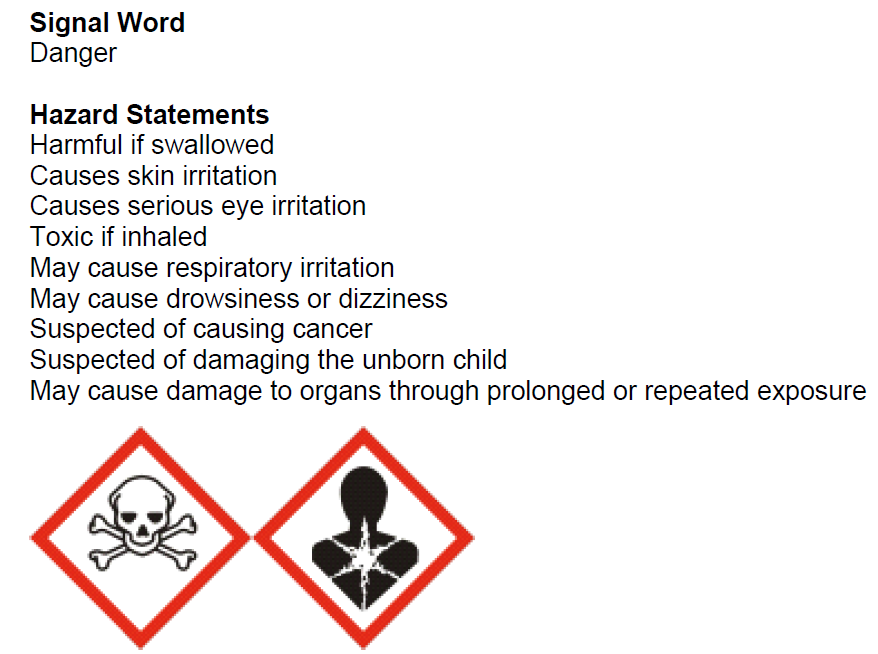 Signal Word
Danger
Hazard Statements
Harmful if swallowed
Causes skin irritation
Causes serious eye irritation
Toxic if inhaled
May cause respiratory irritation
May cause drowsiness or dizziness
Suspected of causing cancer
Suspected of damaging the unborn child
May cause damage to organs through prolonged or repeated exposure